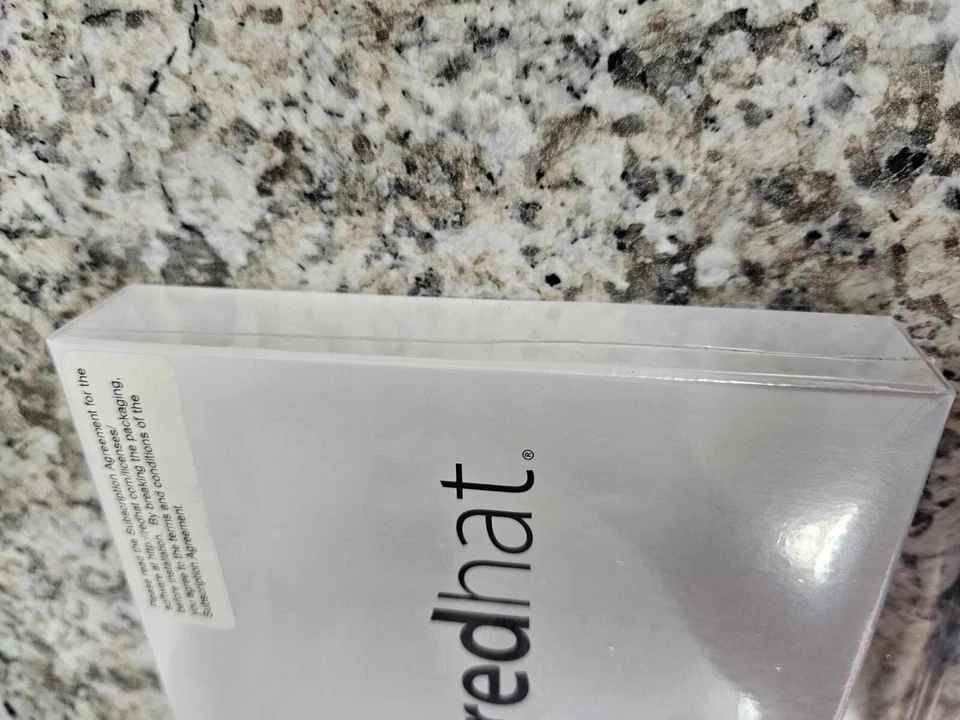 Please read the Subscription Agreement for the
software at http://redhat.com/licenses/
before installation. By breaking the packaging,
you agree to the terms and conditions of the
Subscription Agreement.
redhat®